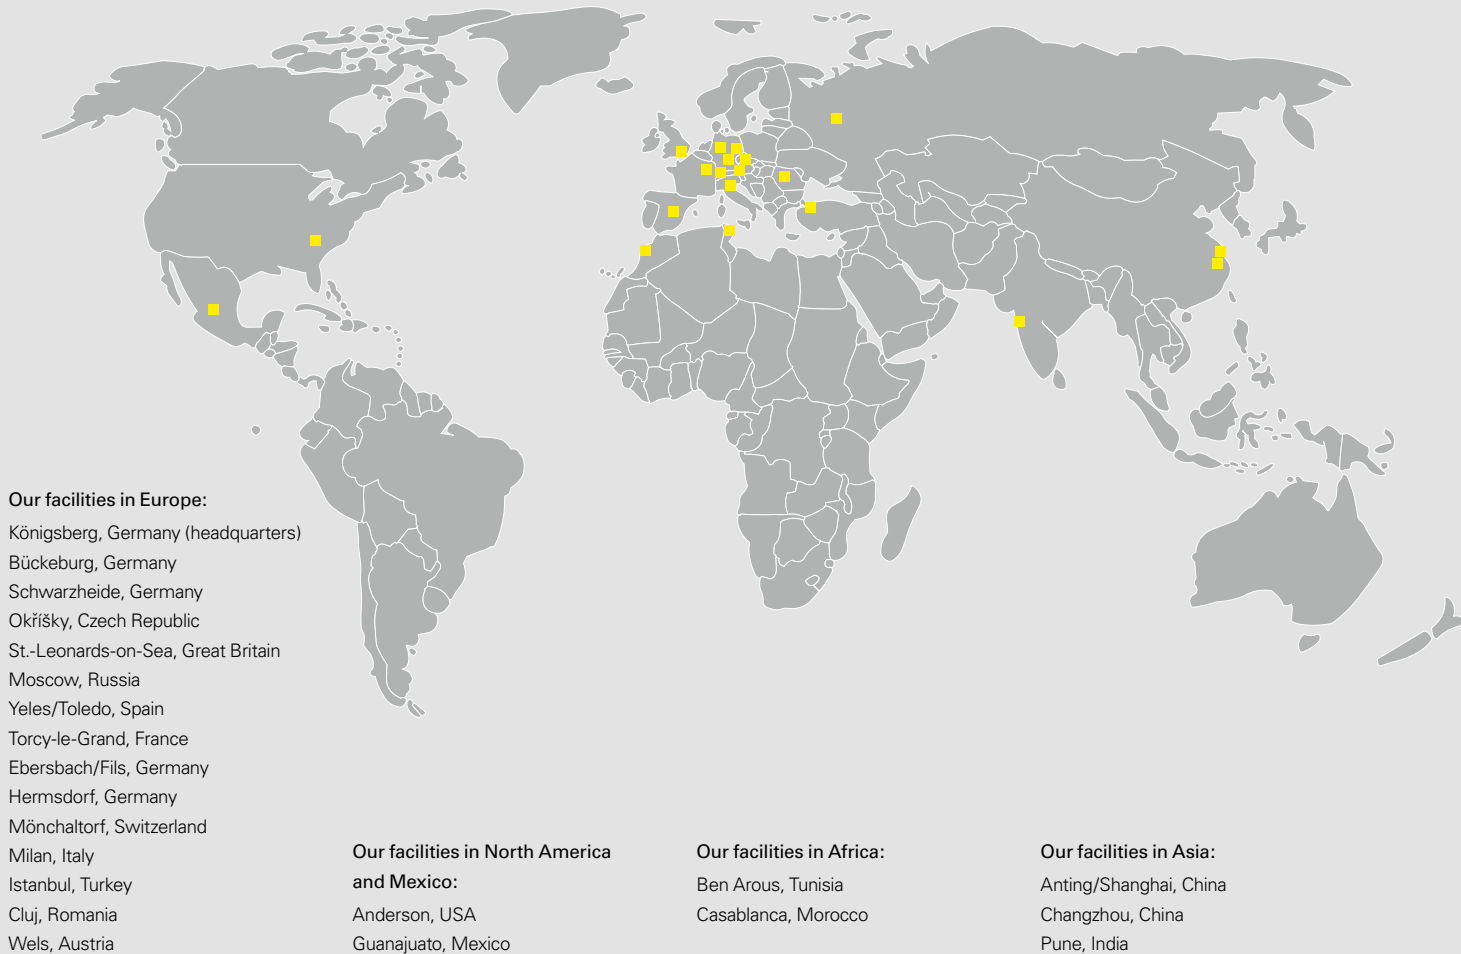 Our facilities in Europe:
Königsberg, Germany (headquarters)
Bückeburg, Germany
Schwarzheide, Germany
Okříšky, Czech Republic
St.-Leonards-on-Sea, Great Britain
Moscow, Russia
Yeles/Toledo, Spain
Torcy-le-Grand, France
Ebersbach/Fils, Germany
Hermsdorf, Germany
Mönchaltorf, Switzerland
Milan, Italy
Istanbul, Turkey
Cluj, Romania
Wels, Austria
Our facilities in North America
and Mexico:
Anderson, USA
Guanajuato, Mexico
Our facilities in Africa:
Ben Arous, Tunisia
Casablanca, Morocco
Our facilities in Asia:
Anting/Shanghai, China
Changzhou, China
Pune, India